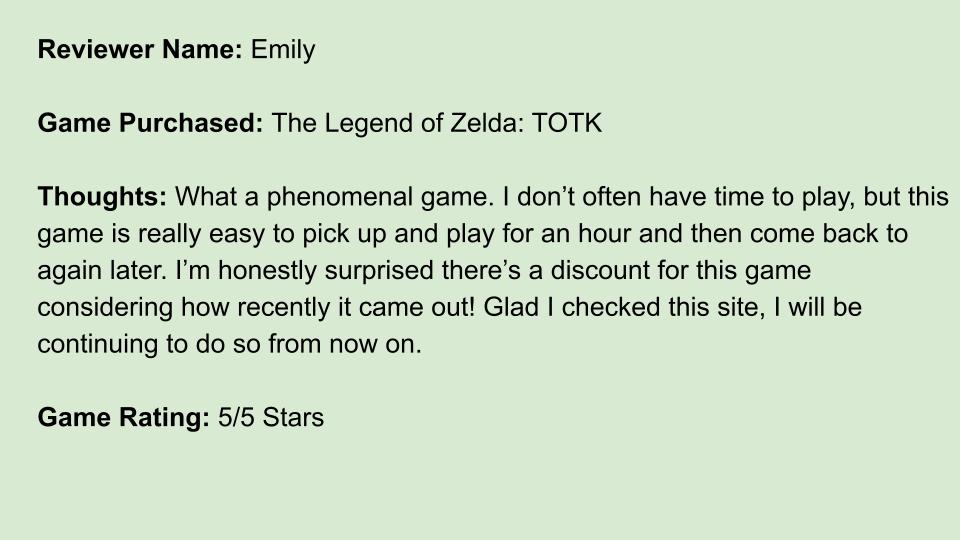 Reviewer Name: Emily
Game Purchased: The Legend of Zelda: TOTK
Thoughts: What a phenomenal game. I don’t often have time to play, but this
game is really easy to pick up and play for an hour and then come back to
again later. I’m honestly surprised there’s a discount for this game
considering how recently it came out! Glad I checked this site, I will be
continuing to do so from now on.
Game Rating: 5/5 Stars